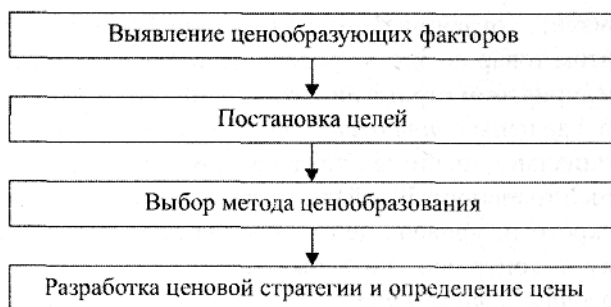 Выявление ценообразующих факторов
Постановка целей
Выбор метода ценообразования
Разработка ценовой стратегии и определение цены